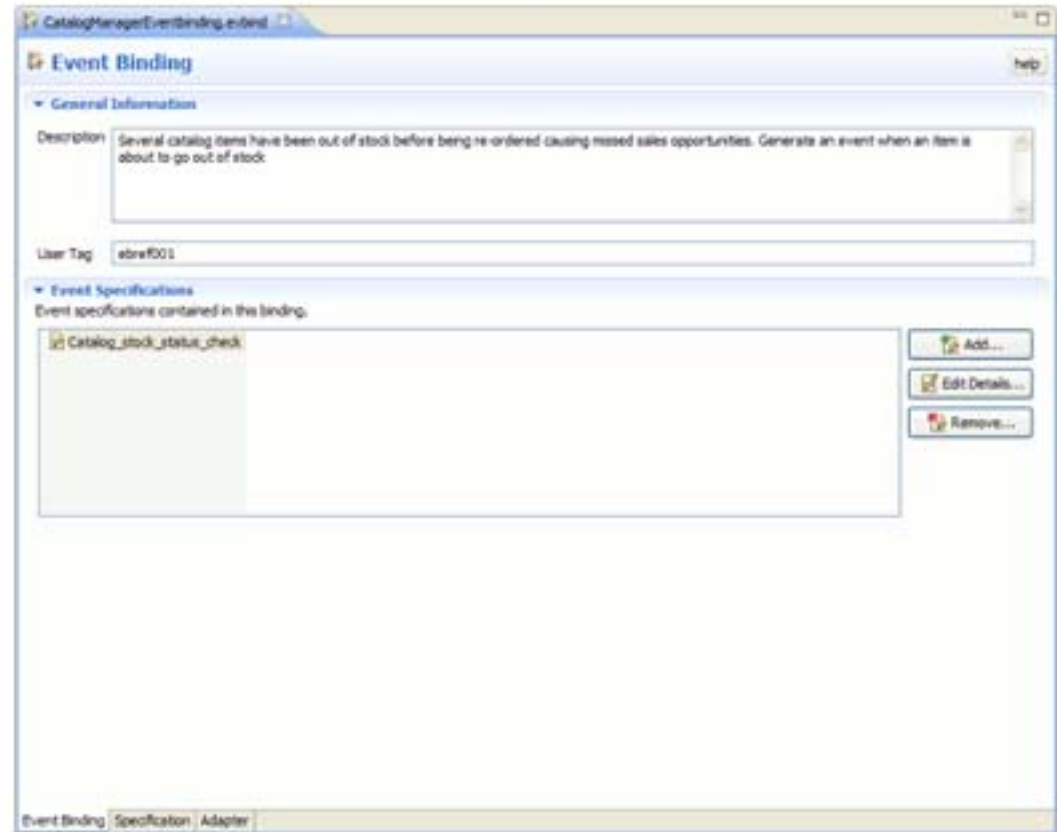 CatalogManagerEventbinding.evbind
Event Binding
help
General Information
Description
Several catalog items have been out of stock before being re-ordered causing missed sales opportunities. Generate an event when an item is
about to go out of stock
User Tag
ebref001
Event Specifications
Event specifications contained in this binding.
Catalog_stock_status_check
Add...
Edit Details...
Remove...
Event Binding Specification Adapter